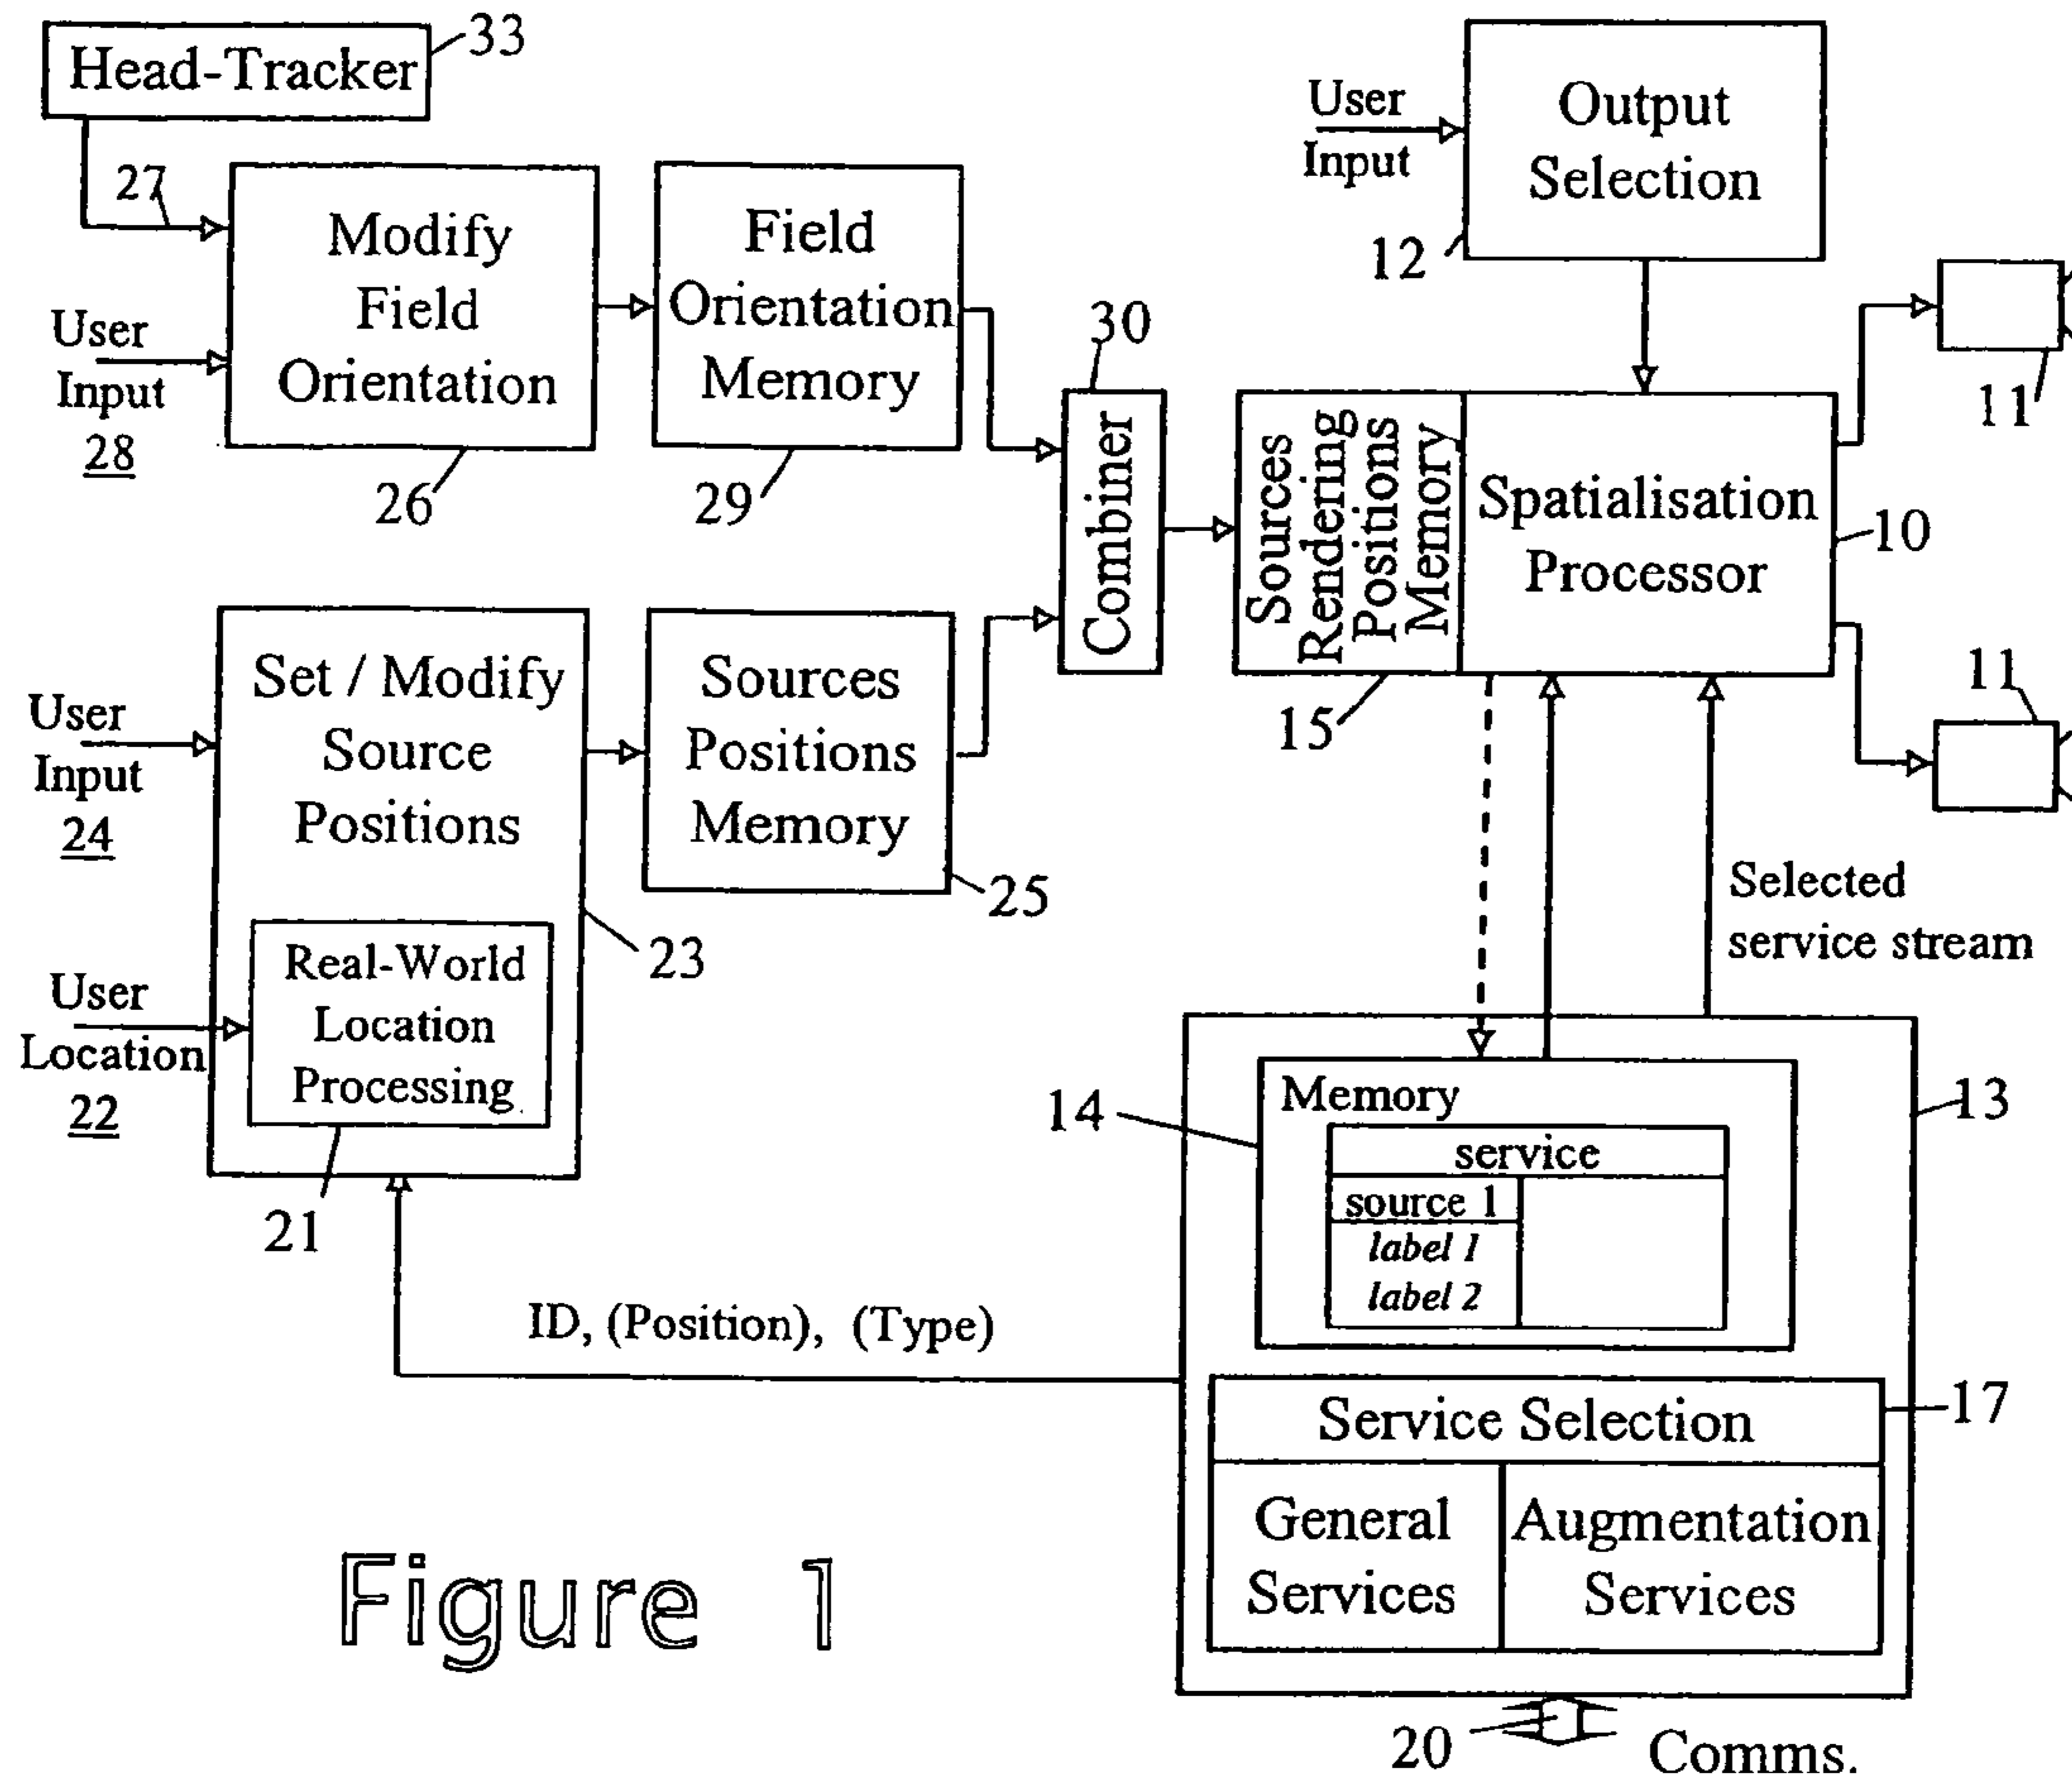 Head-Tracker
33
27
Modify
Field
Orientation
User
Input
28
26
Field
Orientation
Memory
29
30
Combiner
User
Input
Output
Selection
12
11
Sources
Rendering
Positions
Memory
Spatialisation
Processor
10
15
11
Set / Modify
Source
Positions
User
Input
24
Sources
Positions
Memory
25
23
Real-World
Location
Processing
User
Location
22
21
Selected
service stream
13
14
Memory
service
source 1
label 1
label 2
ID, (Position), (Type)
Service Selection
17
General
Services
Augmentation
Services
20
Comms.
Figure 1